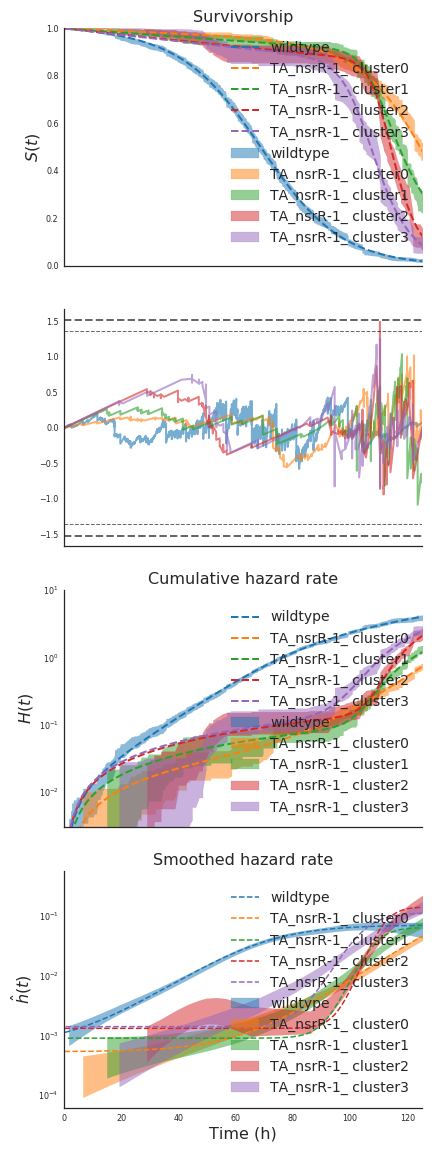 Survivorship
1.0
0.8
0.6
0.4
0.2
0.0
S(t)
wildtype
TA_nsrR-1_ cluster0
TA_nsrR-1_ cluster1
TA_nsrR-1_ cluster2
TA_nsrR-1_ cluster3
wildtype
TA_nsrR-1_ cluster0
TA_nsrR-1_ cluster1
TA_nsrR-1_ cluster2
TA_nsrR-1_ cluster3
1.5
1.0
0.5
0.0
−0.5
−1.0
−1.5
Cumulative hazard rate
10¹
10⁰
10⁻¹
10⁻²
H(t)
wildtype
TA_nsrR-1_ cluster0
TA_nsrR-1_ cluster1
TA_nsrR-1_ cluster2
TA_nsrR-1_ cluster3
wildtype
TA_nsrR-1_ cluster0
TA_nsrR-1_ cluster1
TA_nsrR-1_ cluster2
TA_nsrR-1_ cluster3
Smoothed hazard rate
10⁻¹
10⁻²
10⁻³
10⁻⁴
ĥ(t)
wildtype
TA_nsrR-1_ cluster0
TA_nsrR-1_ cluster1
TA_nsrR-1_ cluster2
TA_nsrR-1_ cluster3
wildtype
TA_nsrR-1_ cluster0
TA_nsrR-1_ cluster1
TA_nsrR-1_ cluster2
TA_nsrR-1_ cluster3
0 20 40 60 80 100 120
Time (h)